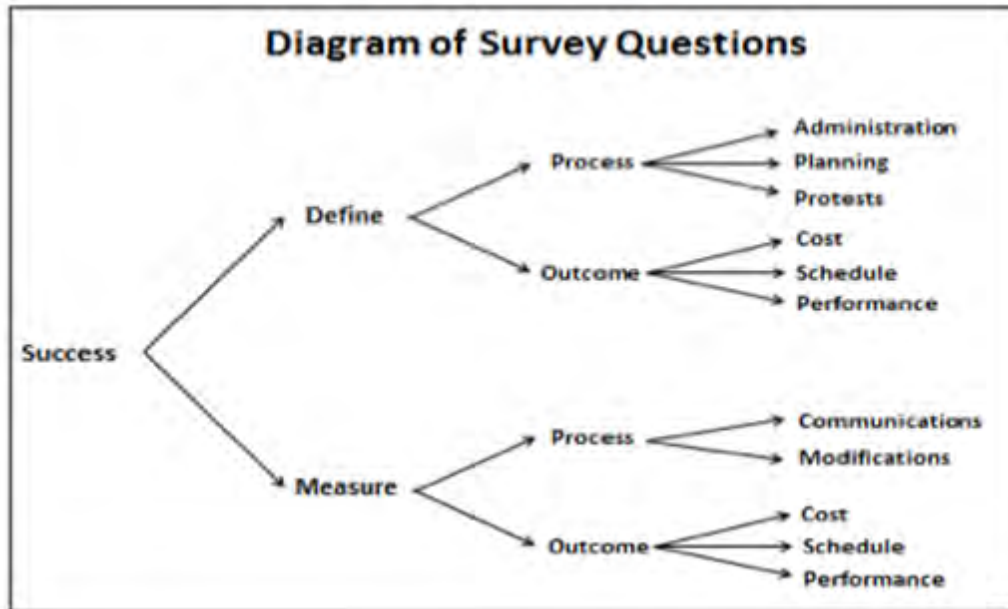 Diagram of Survey Questions
Administration
Process
Planning
Protests
Define
Cost
Outcome
Schedule
Performance
Success
Communications
Process
Modifications
Measure
Cost
Outcome
Schedule
Performance